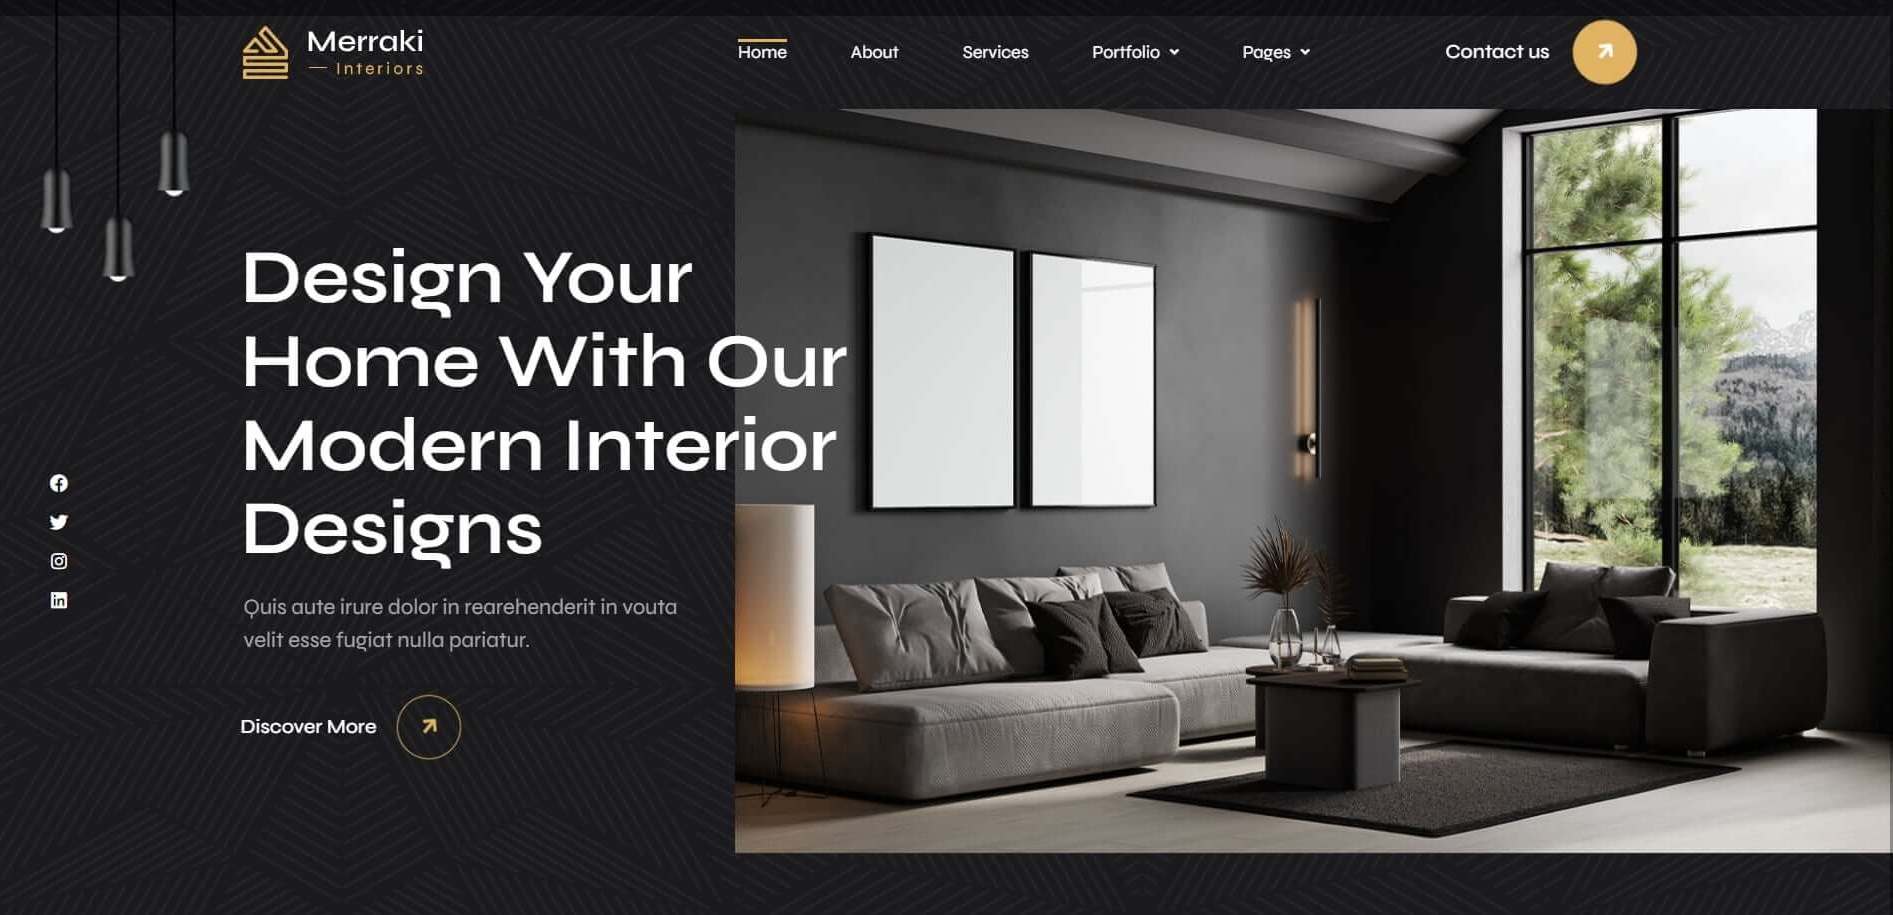 Merraki
Interiors
Home
About
Services
Portfolio
Pages
Contact us
Design Your
Home With Our
Modern Interior
Designs
Quis aute irure dolor in rearehenderit in vouta
velit esse fugiat nulla pariatur.
Discover More